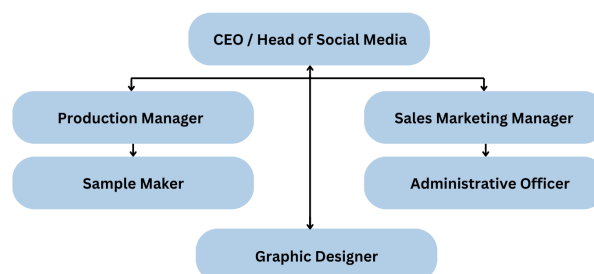 CEO / Head of Social Media
Production Manager
Sales Marketing Manager
Sample Maker
Administrative Officer
Graphic Designer